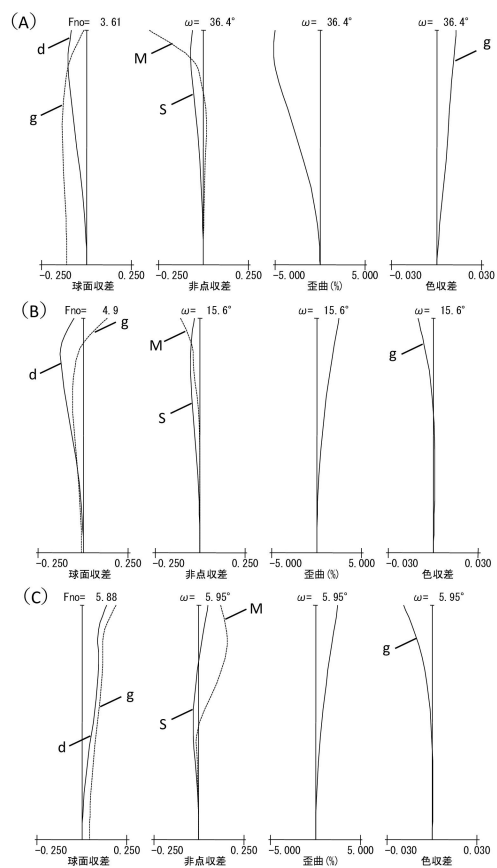 (A)
Fno= 3.61 ω= 36.4° ω= 36.4° ω= 36.4°
d M g
g S
-0.250 0.250 -0.250 0.250 -5.000 5.000 -0.030 0.030
球面収差 非点収差 歪曲(%) 色収差
(B)
Fno= 4.9 ω= 15.6° ω= 15.6° ω= 15.6°
g M g
d S
-0.250 0.250 -0.250 0.250 -5.000 5.000 -0.030 0.030
球面収差 非点収差 歪曲(%) 色収差
(C)
Fno= 5.88 ω= 5.95° ω= 5.95° ω= 5.95°
M g
g S
d
-0.250 0.250 -0.250 0.250 -5.000 5.000 -0.030 0.030
球面収差 非点収差 歪曲(%) 色収差